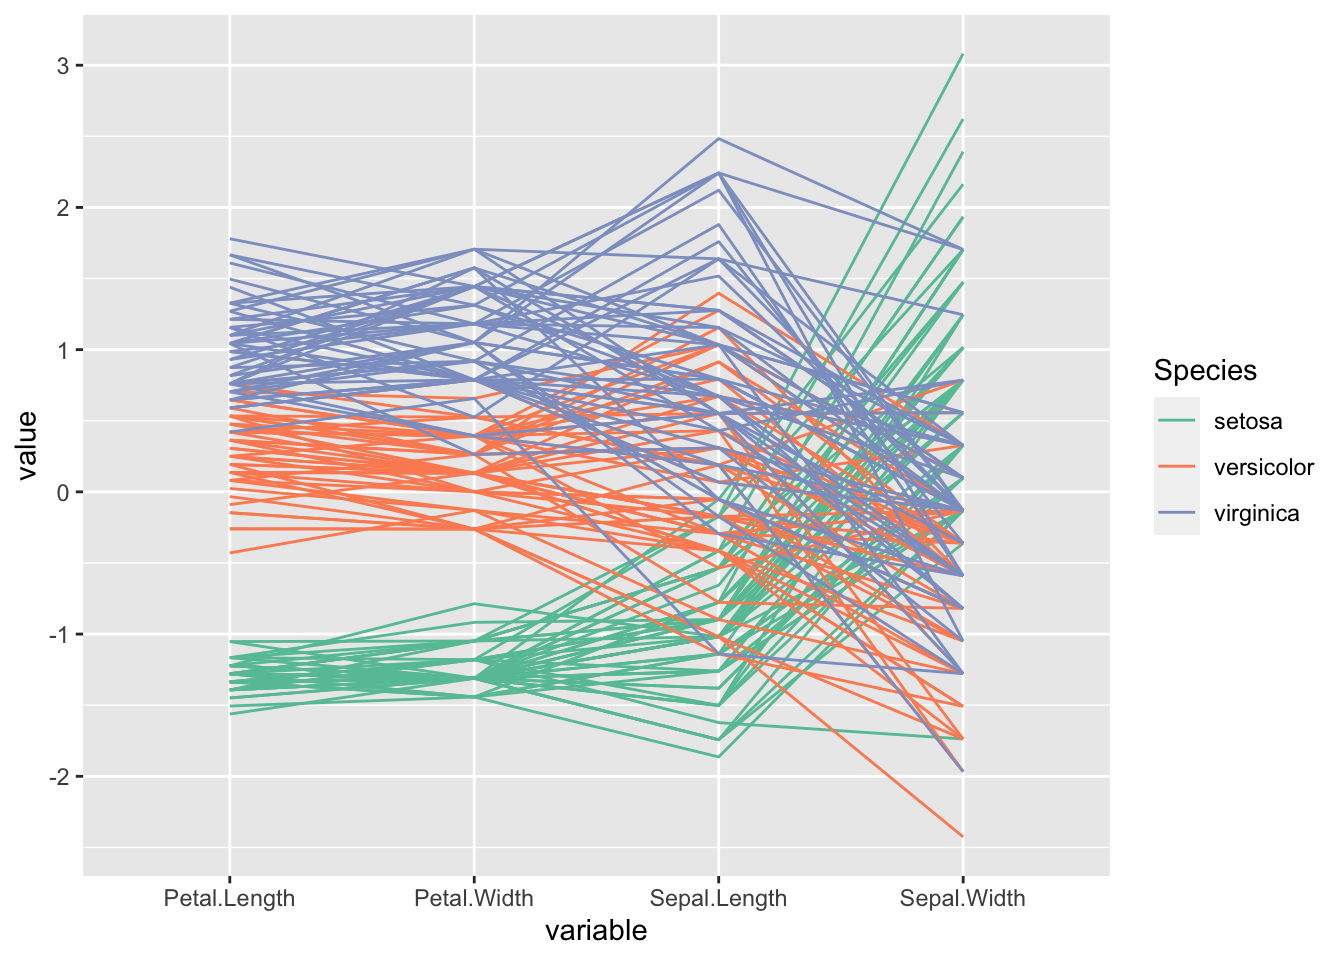 3
2
1
0
-1
-2
value
Petal.Length
Petal.Width
Sepal.Length
Sepal.Width
variable
Species
setosa
versicolor
virginica